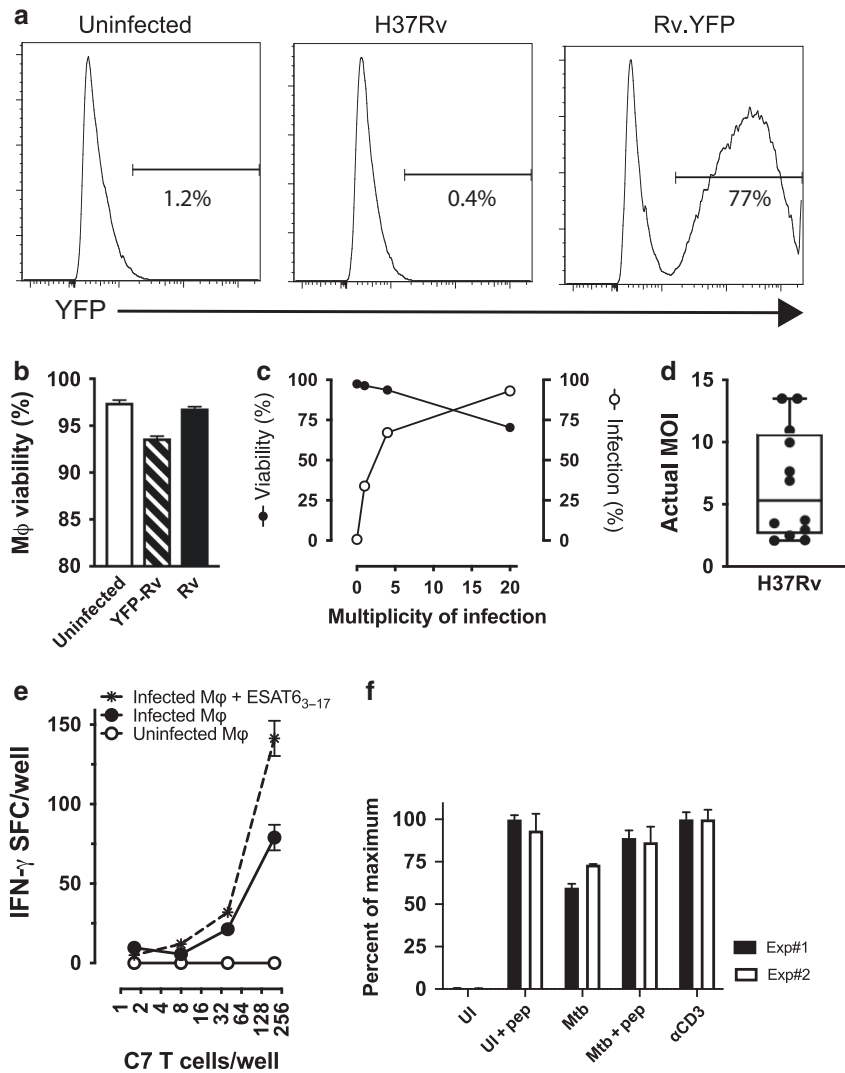 a
Uninfected
H37Rv
Rv.YFP
1.2%
0.4%
77%
YFP
b
Mφ viability (%)
100
95
90
85
80
Uninfected
YFP-Rv
Rv
c
Viability (%)
100
75
50
25
0
100
75
50
25
0
Infection (%)
0 5 10 15 20
Multiplicity of infection
d
Actual MOI
15
10
5
0
H37Rv
e
Infected Mφ + ESAT6₃₋₁₇
Infected Mφ
Uninfected Mφ
IFN-γ SFC/well
150
100
50
0
1 2 4 8 16 32 64 128 256
C7 T cells/well
f
Percent of maximum
100
75
50
25
0
UI
UI + pep
Mtb
Mtb + pep
αCD3
Exp#1
Exp#2